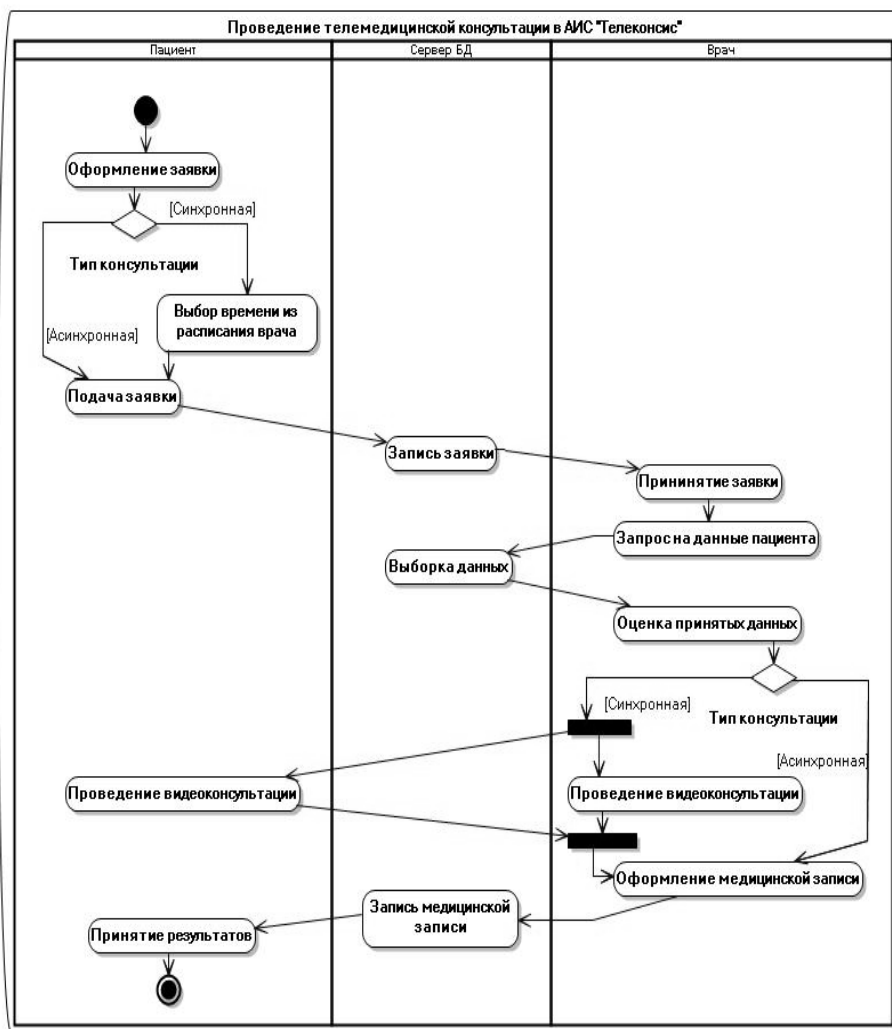 Проведение телемедицинской консультации в АИС "Телеконсис"
Пациент
Сервер БД
Врач
Оформление заявки
[Синхронная]
Тип консультации
Выбор времени из
расписания врача
[Асинхронная]
Подача заявки
Запись заявки
Прининятие заявки
Запрос на данные пациента
Выборка данных
Оценка принятых данных
[Синхронная]
Тип консультации
[Асинхронная]
Проведение видеоконсультации
Проведение видеоконсультации
Оформление медицинской записи
Запись медицинской
записи
Принятие результатов